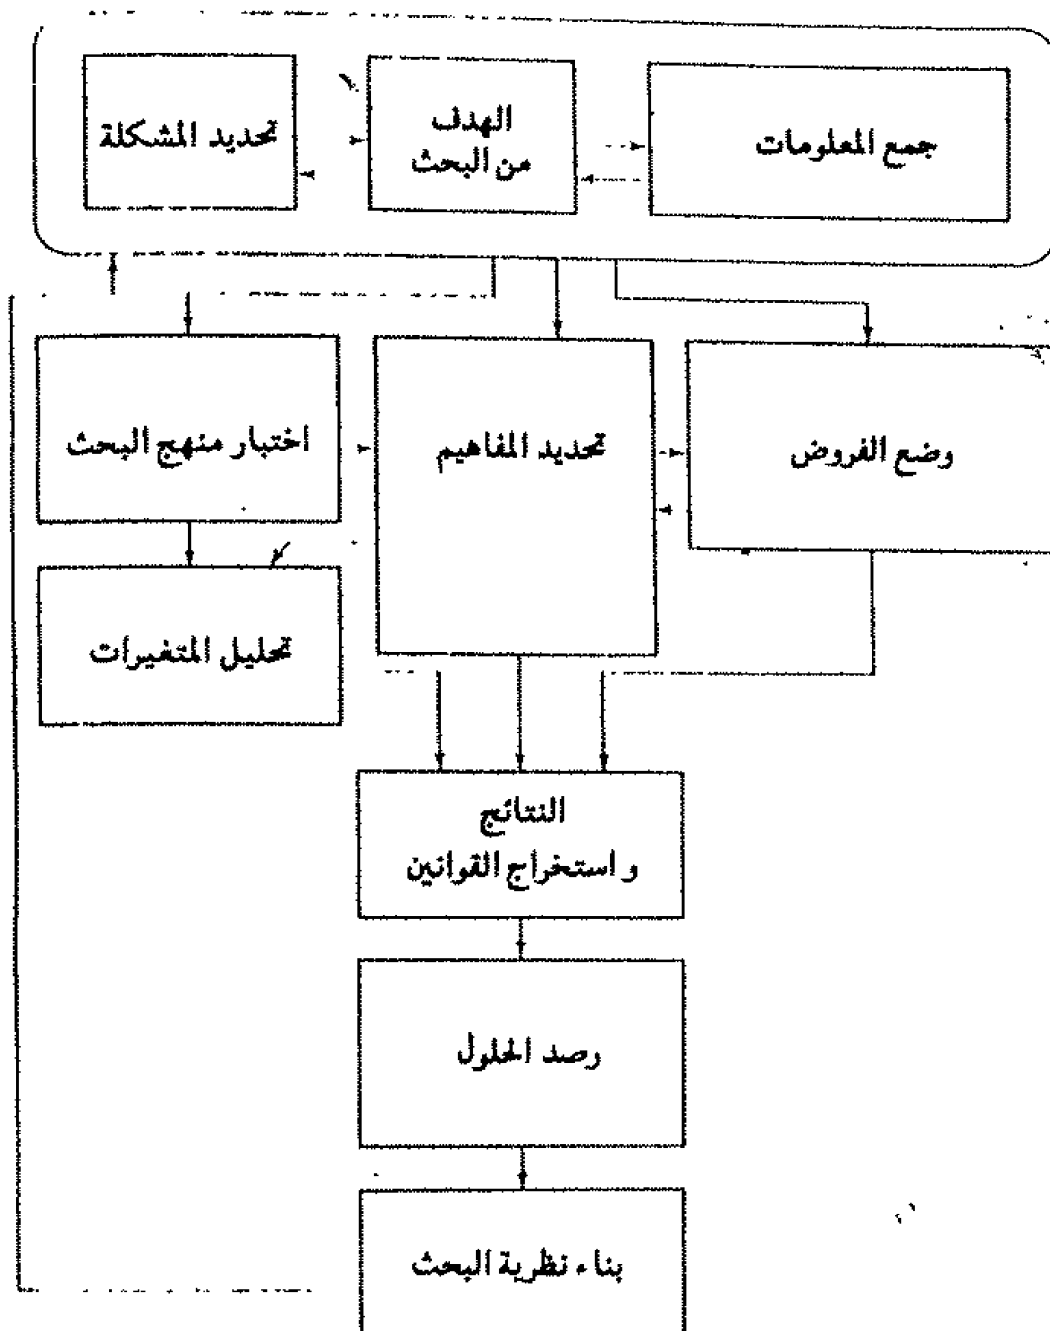 جمع المعلومات
الهدف
من البحث
تحديد المشكلة
وضع الفروض
تحديد المفاهيم
اختبار منهج البحث
تحليل المتغيرات
النتائج
و استخراج القوانين
رصد الحلول
بناء نظرية البحث